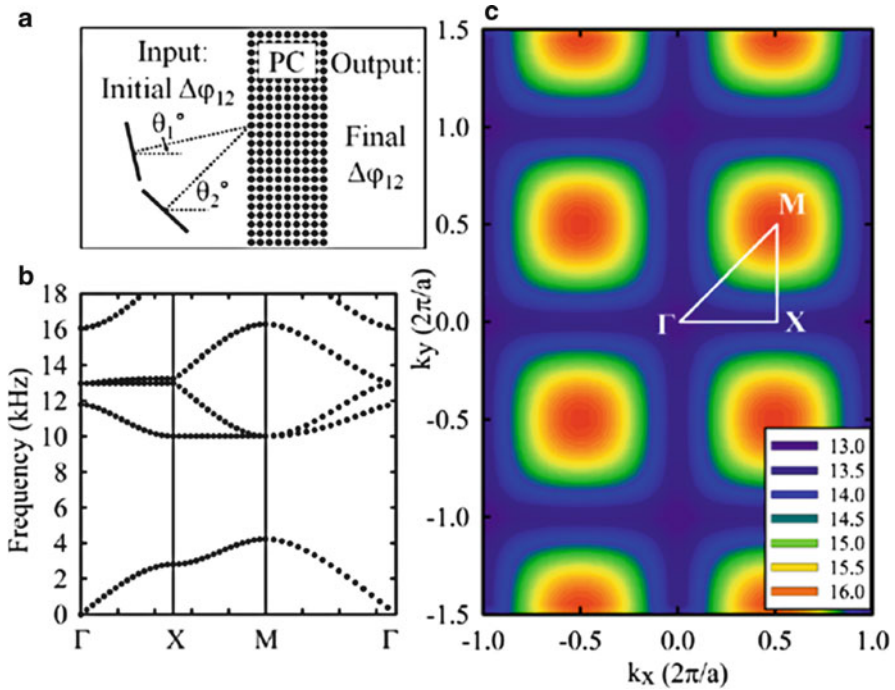 a
Input:
Initial Δφ₁₂
PC
Output:
Final
Δφ₁₂
θ₁°
θ₂°
b
Frequency (kHz)
18
16
14
12
10
8
6
4
2
0
Γ X M Γ
c
ky (2π/a)
1.5
1.0
0.5
0.0
-0.5
-1.0
-1.5
M
Γ
X
13.0
13.5
14.0
14.5
15.0
15.5
16.0
-1.0 -0.5 0.0 0.5 1.0
kx (2π/a)